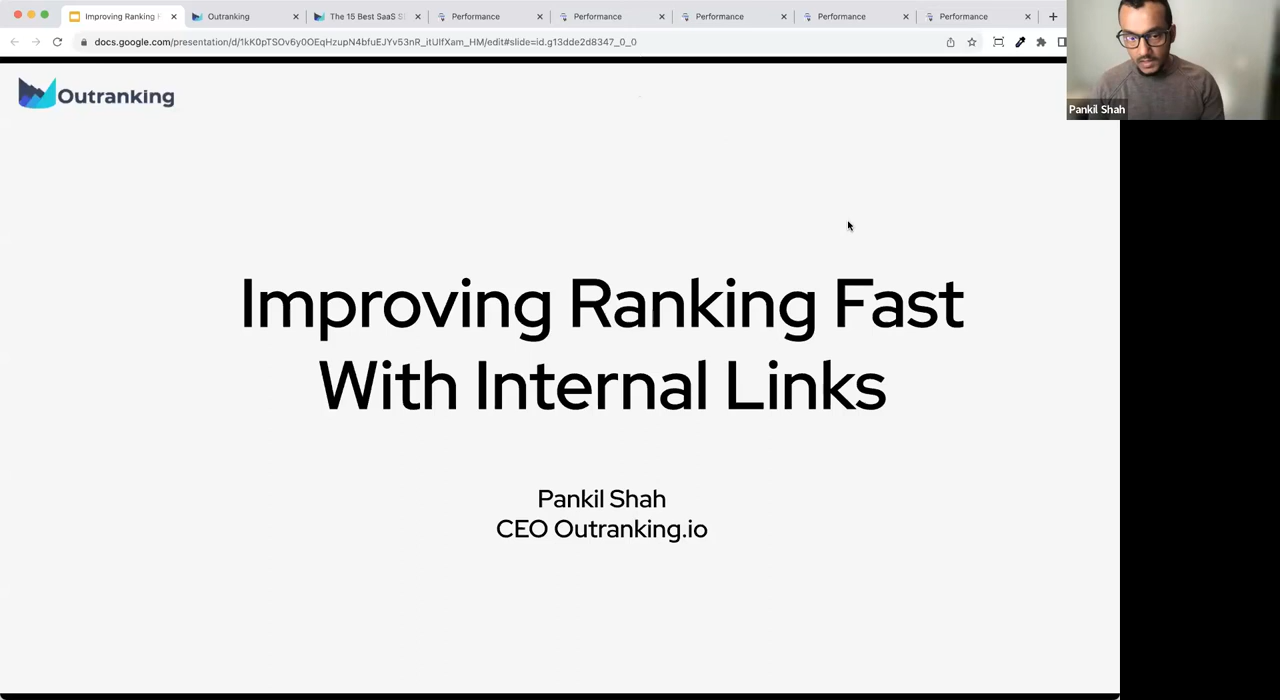 Improving Ranking F
Outranking
The 15 Best SaaS S
Performance
Performance
Performance
Performance
Performance
docs.google.com/presentation/d/1kK0pTSOv6y0OEqHzupN4bfuEJYv53nR_itUlfXam_HM/edit#slide=id.g13dde2d8347_0_0
Pankil Shah
Outranking
Improving Ranking Fast
With Internal Links
Pankil Shah
CEO Outranking.io